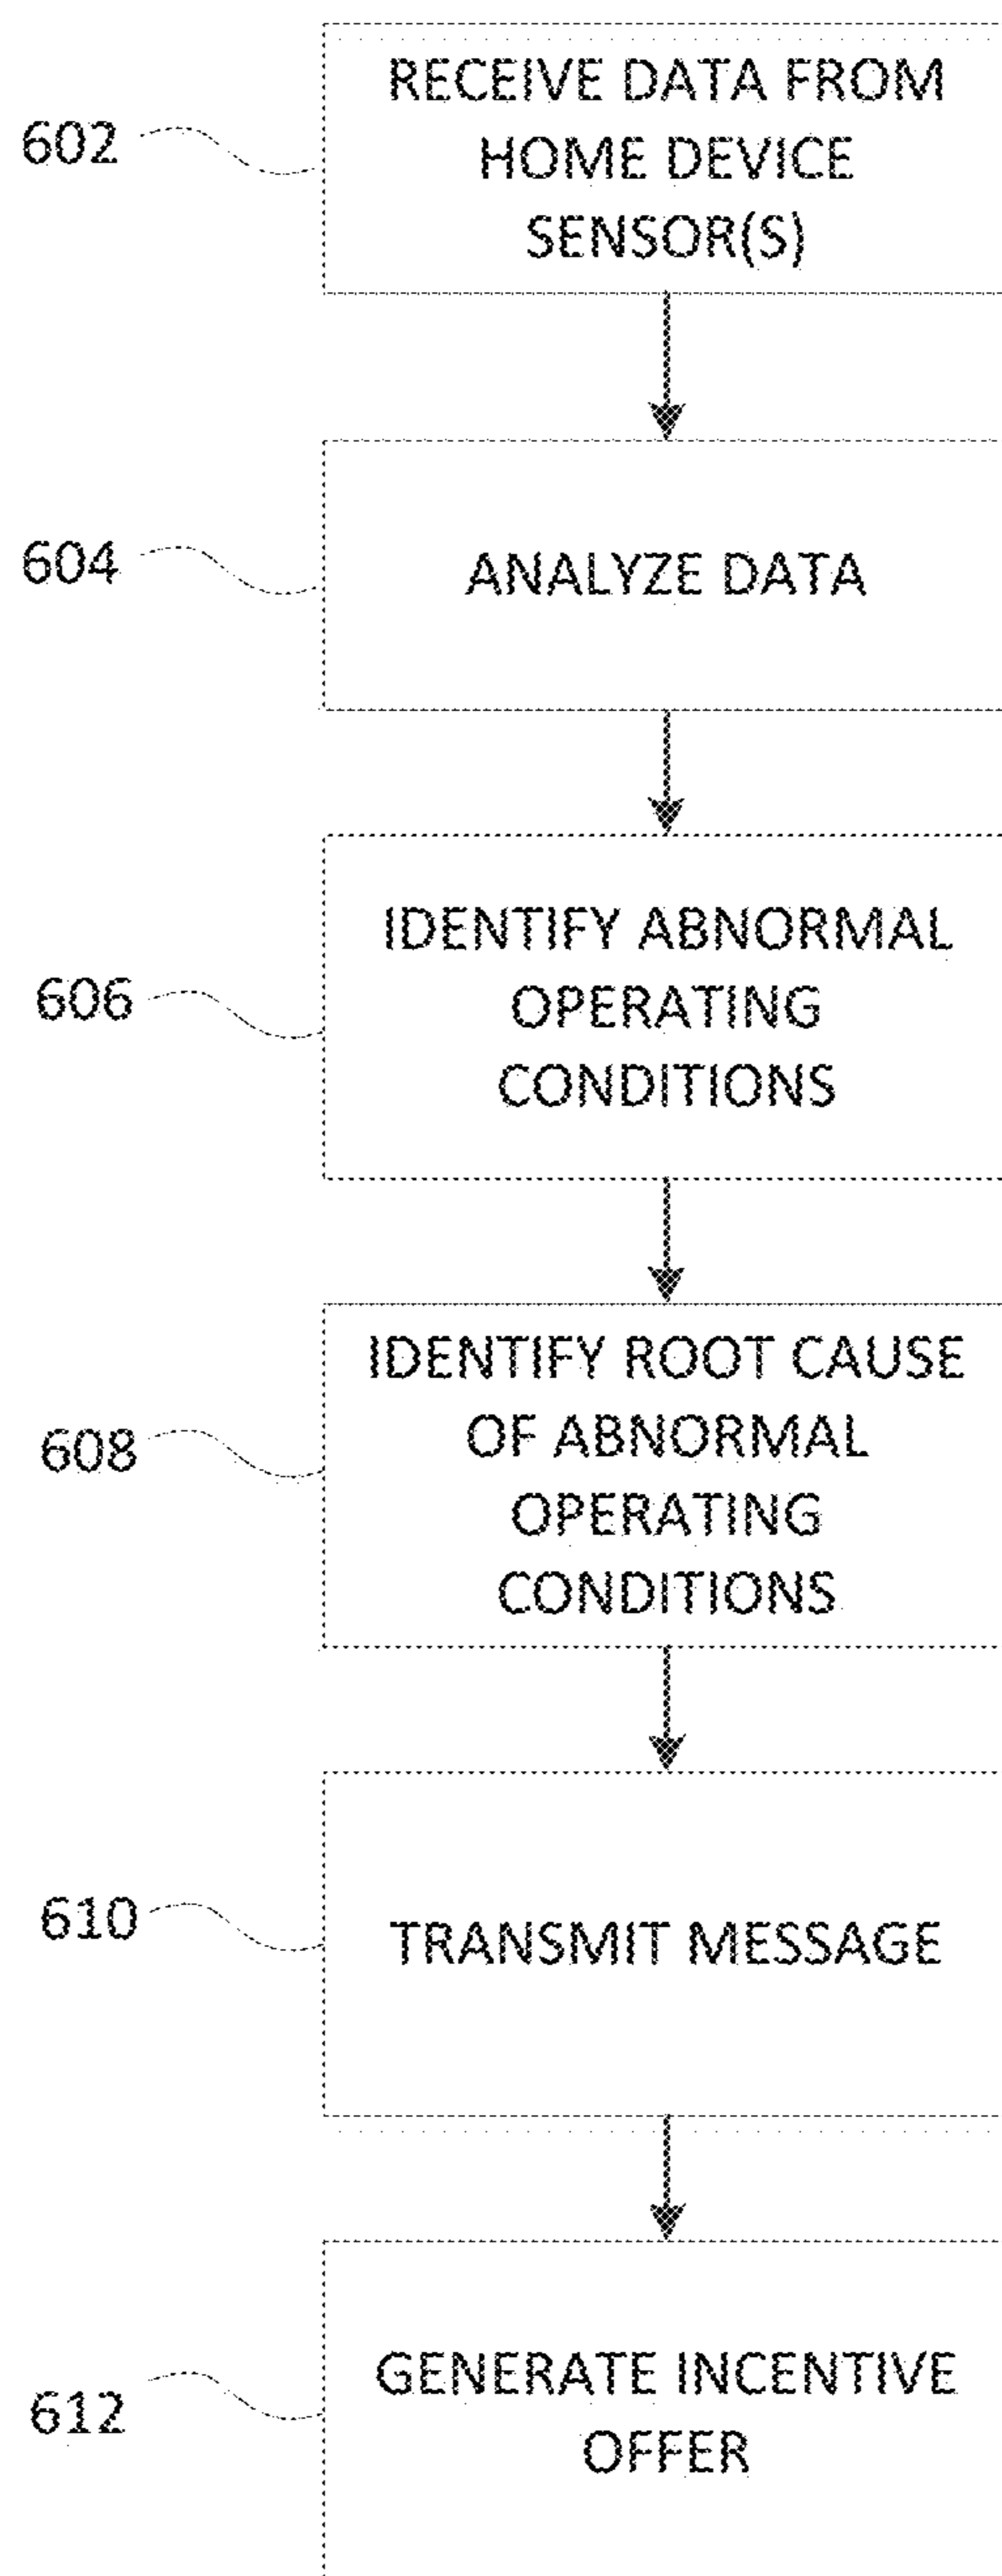 602
RECEIVE DATA FROM
HOME DEVICE
SENSOR(S)
604
ANALYZE DATA
606
IDENTIFY ABNORMAL
OPERATING
CONDITIONS
608
IDENTIFY ROOT CAUSE
OF ABNORMAL
OPERATING
CONDITIONS
610
TRANSMIT MESSAGE
612
GENERATE INCENTIVE
OFFER